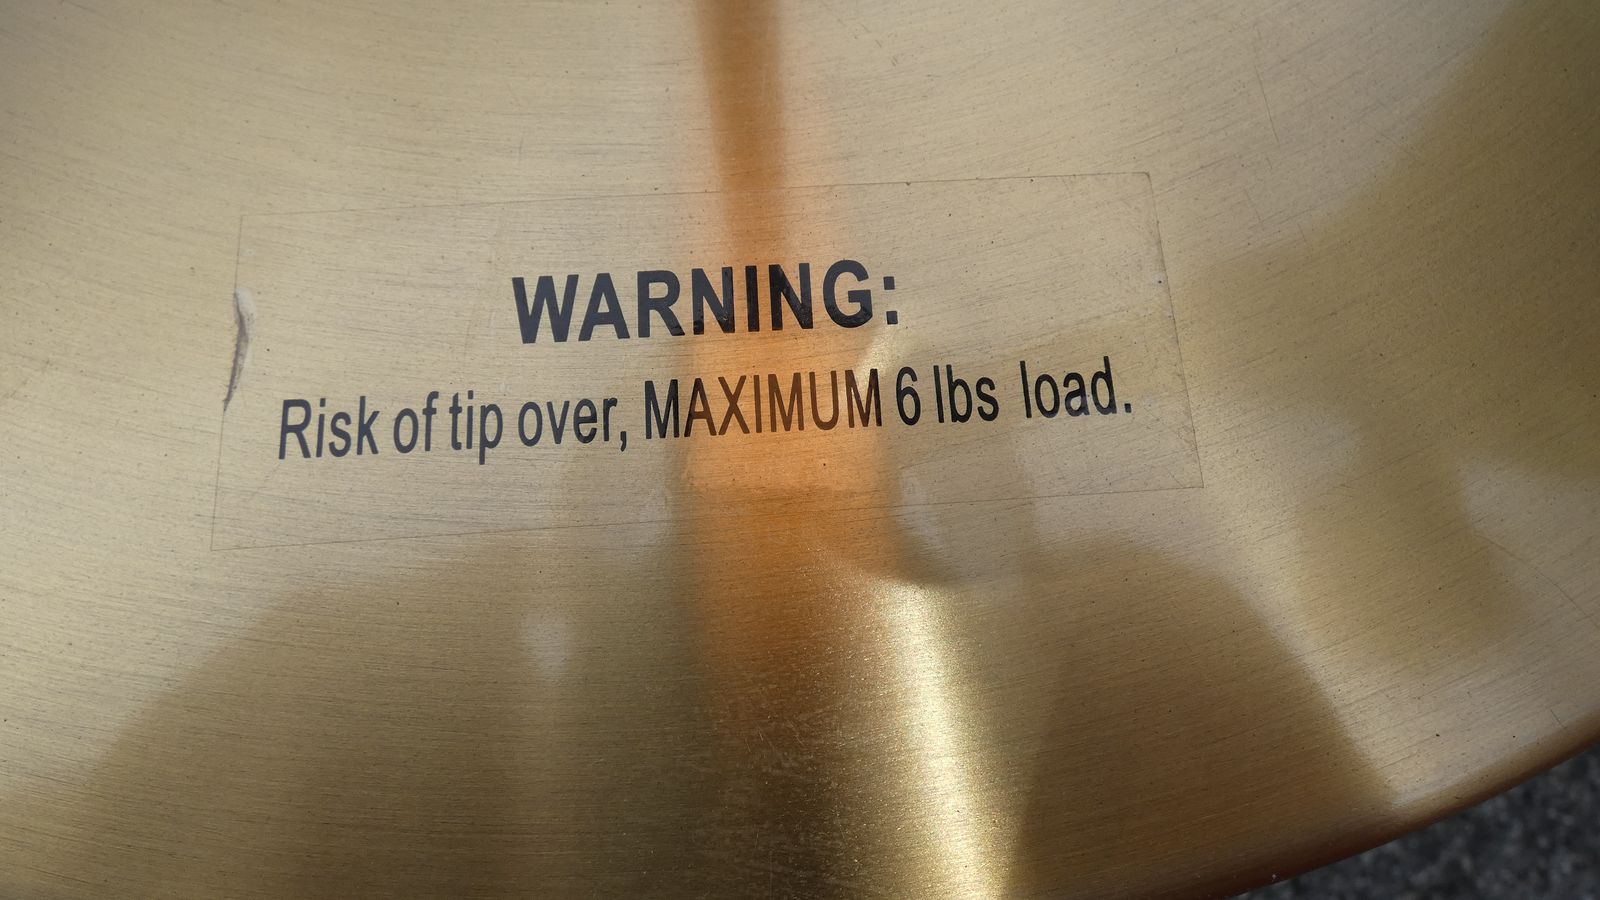 WARNING:
Risk of tip over, MAXIMUM 6 lbs load.